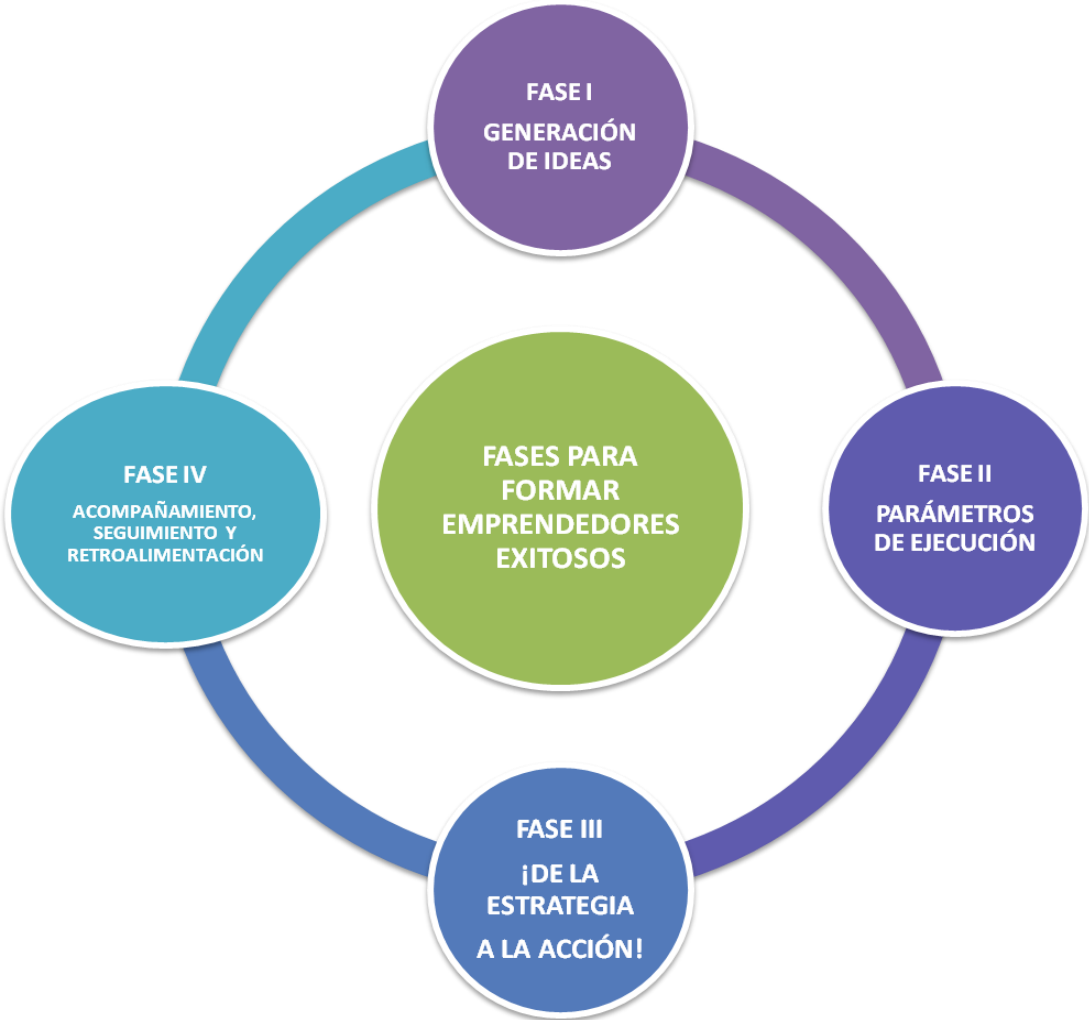 FASE I
GENERACIÓN
DE IDEAS
FASES PARA
FORMAR
EMPRENDEDORES
EXITOSOS
FASE II
PARÁMETROS
DE EJECUCIÓN
FASE III
¡DE LA
ESTRATEGIA
A LA ACCIÓN!
FASE IV
ACOMPAÑAMIENTO,
SEGUIMIENTO Y
RETROALIMENTACIÓN